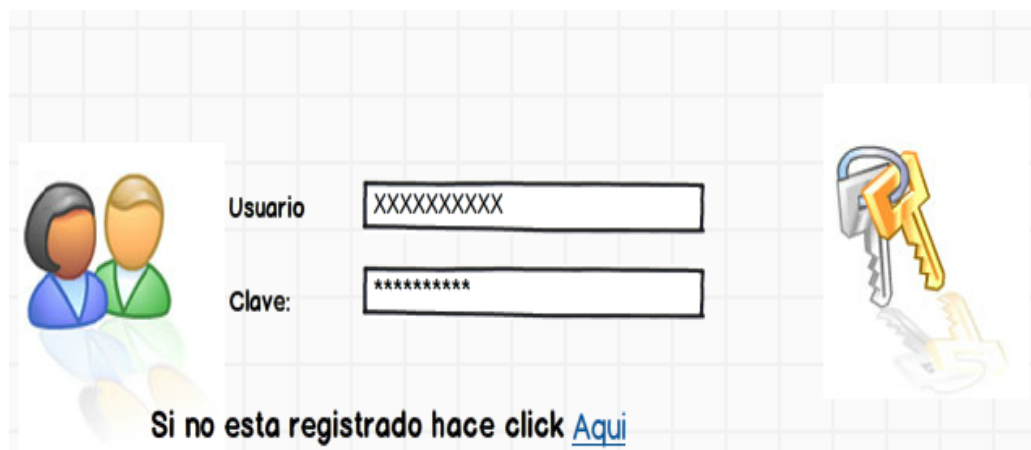 Usuario XXXXXXXXXX
Clave: **********
Si no esta registrado hace click Aqui